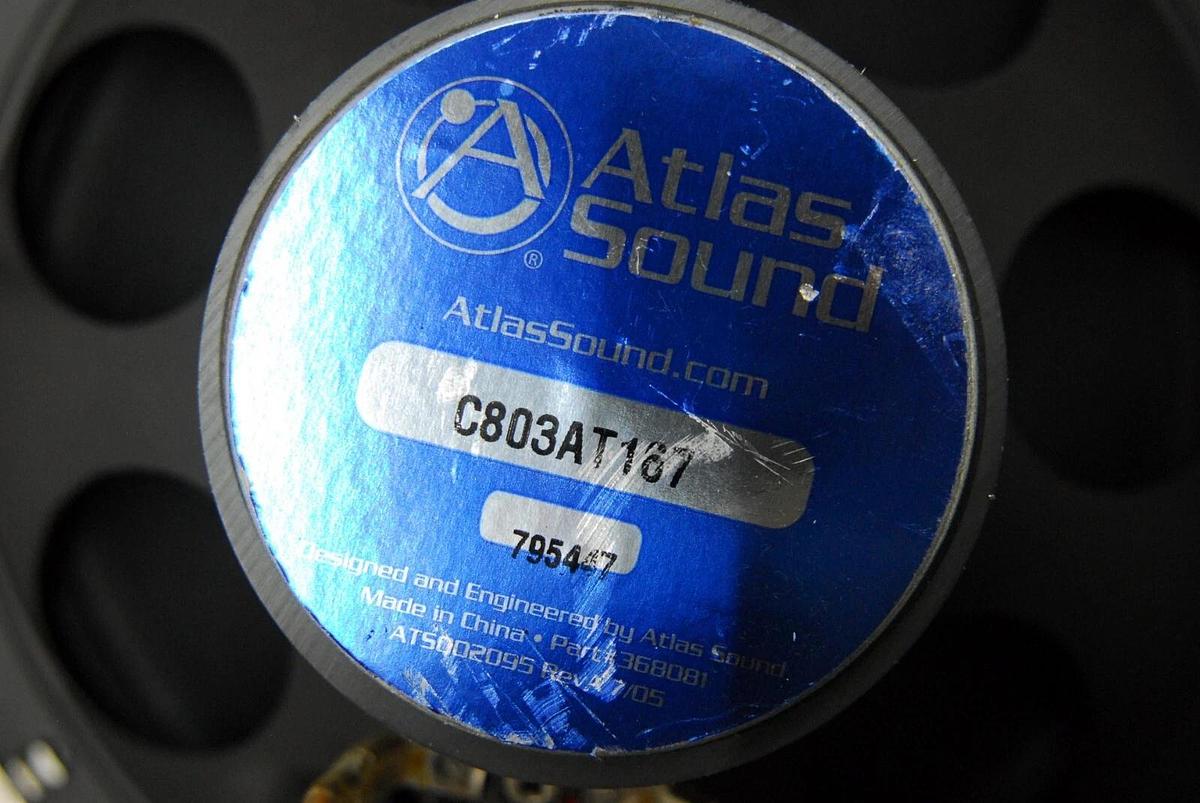 Atlas
Sound
®
AtlasSound.com
C803AT167
795447
Designed and Engineered by Atlas Sound
Made in China • Part# 368081
ATS002095 7/05